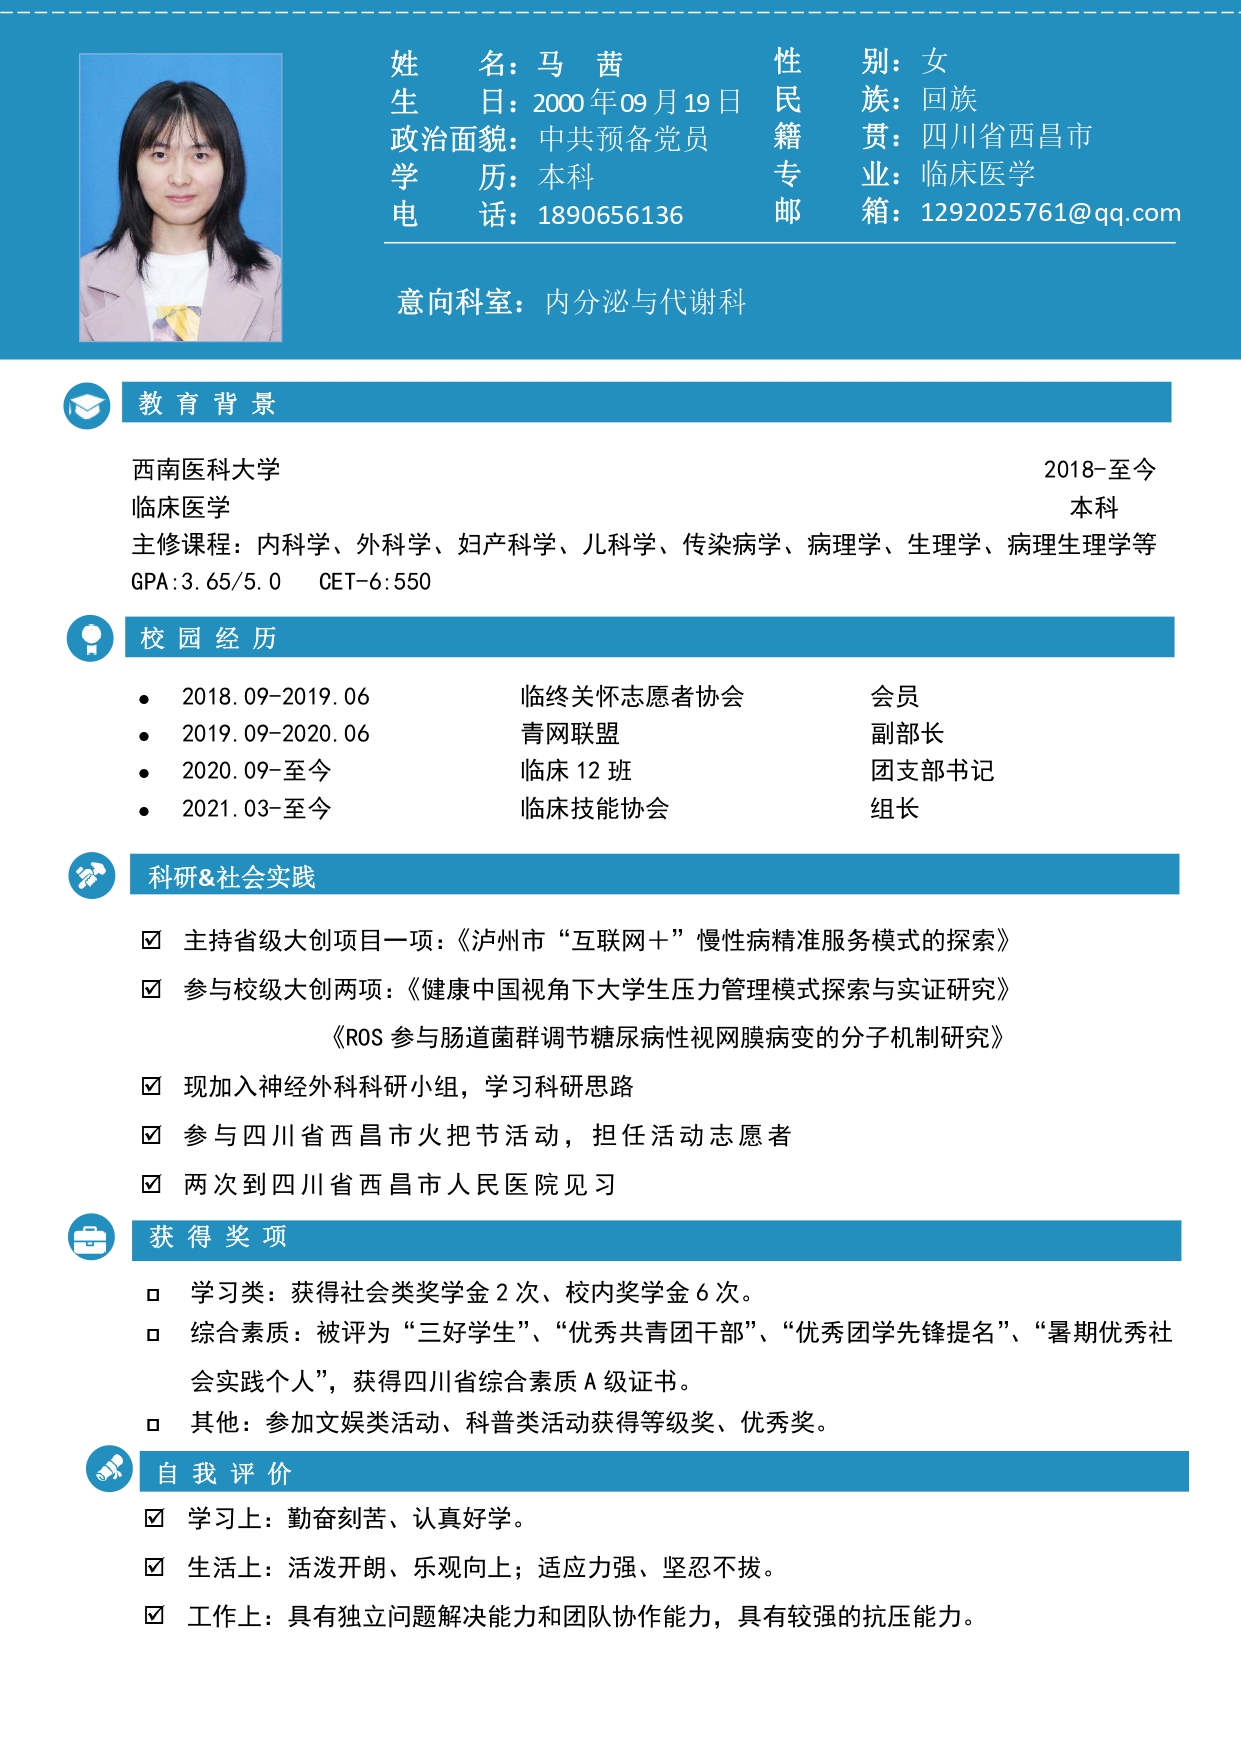 姓　　名：马　茜
性　　别：女
生　　日：2000 年 09 月 19 日
民　　族：回族
政治面貌：中共预备党员
籍　　贯：四川省西昌市
学　　历：本科
专　　业：临床医学
电　　话：1890656136
邮　　箱：1292025761@qq.com
意向科室：内分泌与代谢科
教 育 背 景
西南医科大学 2018-至今
临床医学 本科
主修课程：内科学、外科学、妇产科学、儿科学、传染病学、病理学、生理学、病理生理学等
GPA:3.65/5.0 CET-6:550
校 园 经 历
● 2018.09-2019.06 临终关怀志愿者协会 会员
● 2019.09-2020.06 青网联盟 副部长
● 2020.09-至今 临床 12 班 团支部书记
● 2021.03-至今 临床技能协会 组长
科研&社会实践
☑ 主持省级大创项目一项：《泸州市“互联网＋”慢性病精准服务模式的探索》
☑ 参与校级大创两项：《健康中国视角下大学生压力管理模式探索与实证研究》
《ROS 参与肠道菌群调节糖尿病性视网膜病变的分子机制研究》
☑ 现加入神经外科科研小组，学习科研思路
☑ 参与四川省西昌市火把节活动，担任活动志愿者
☑ 两次到四川省西昌市人民医院见习
获 得 奖 项
□ 学习类：获得社会类奖学金 2 次、校内奖学金 6 次。
□ 综合素质：被评为“三好学生”、“优秀共青团干部”、“优秀团学先锋提名”、“暑期优秀社
会实践个人”，获得四川省综合素质 A 级证书。
□ 其他：参加文娱类活动、科普类活动获得等级奖、优秀奖。
自 我 评 价
☑ 学习上：勤奋刻苦、认真好学。
☑ 生活上：活泼开朗、乐观向上；适应力强、坚忍不拔。
☑ 工作上：具有独立问题解决能力和团队协作能力，具有较强的抗压能力。